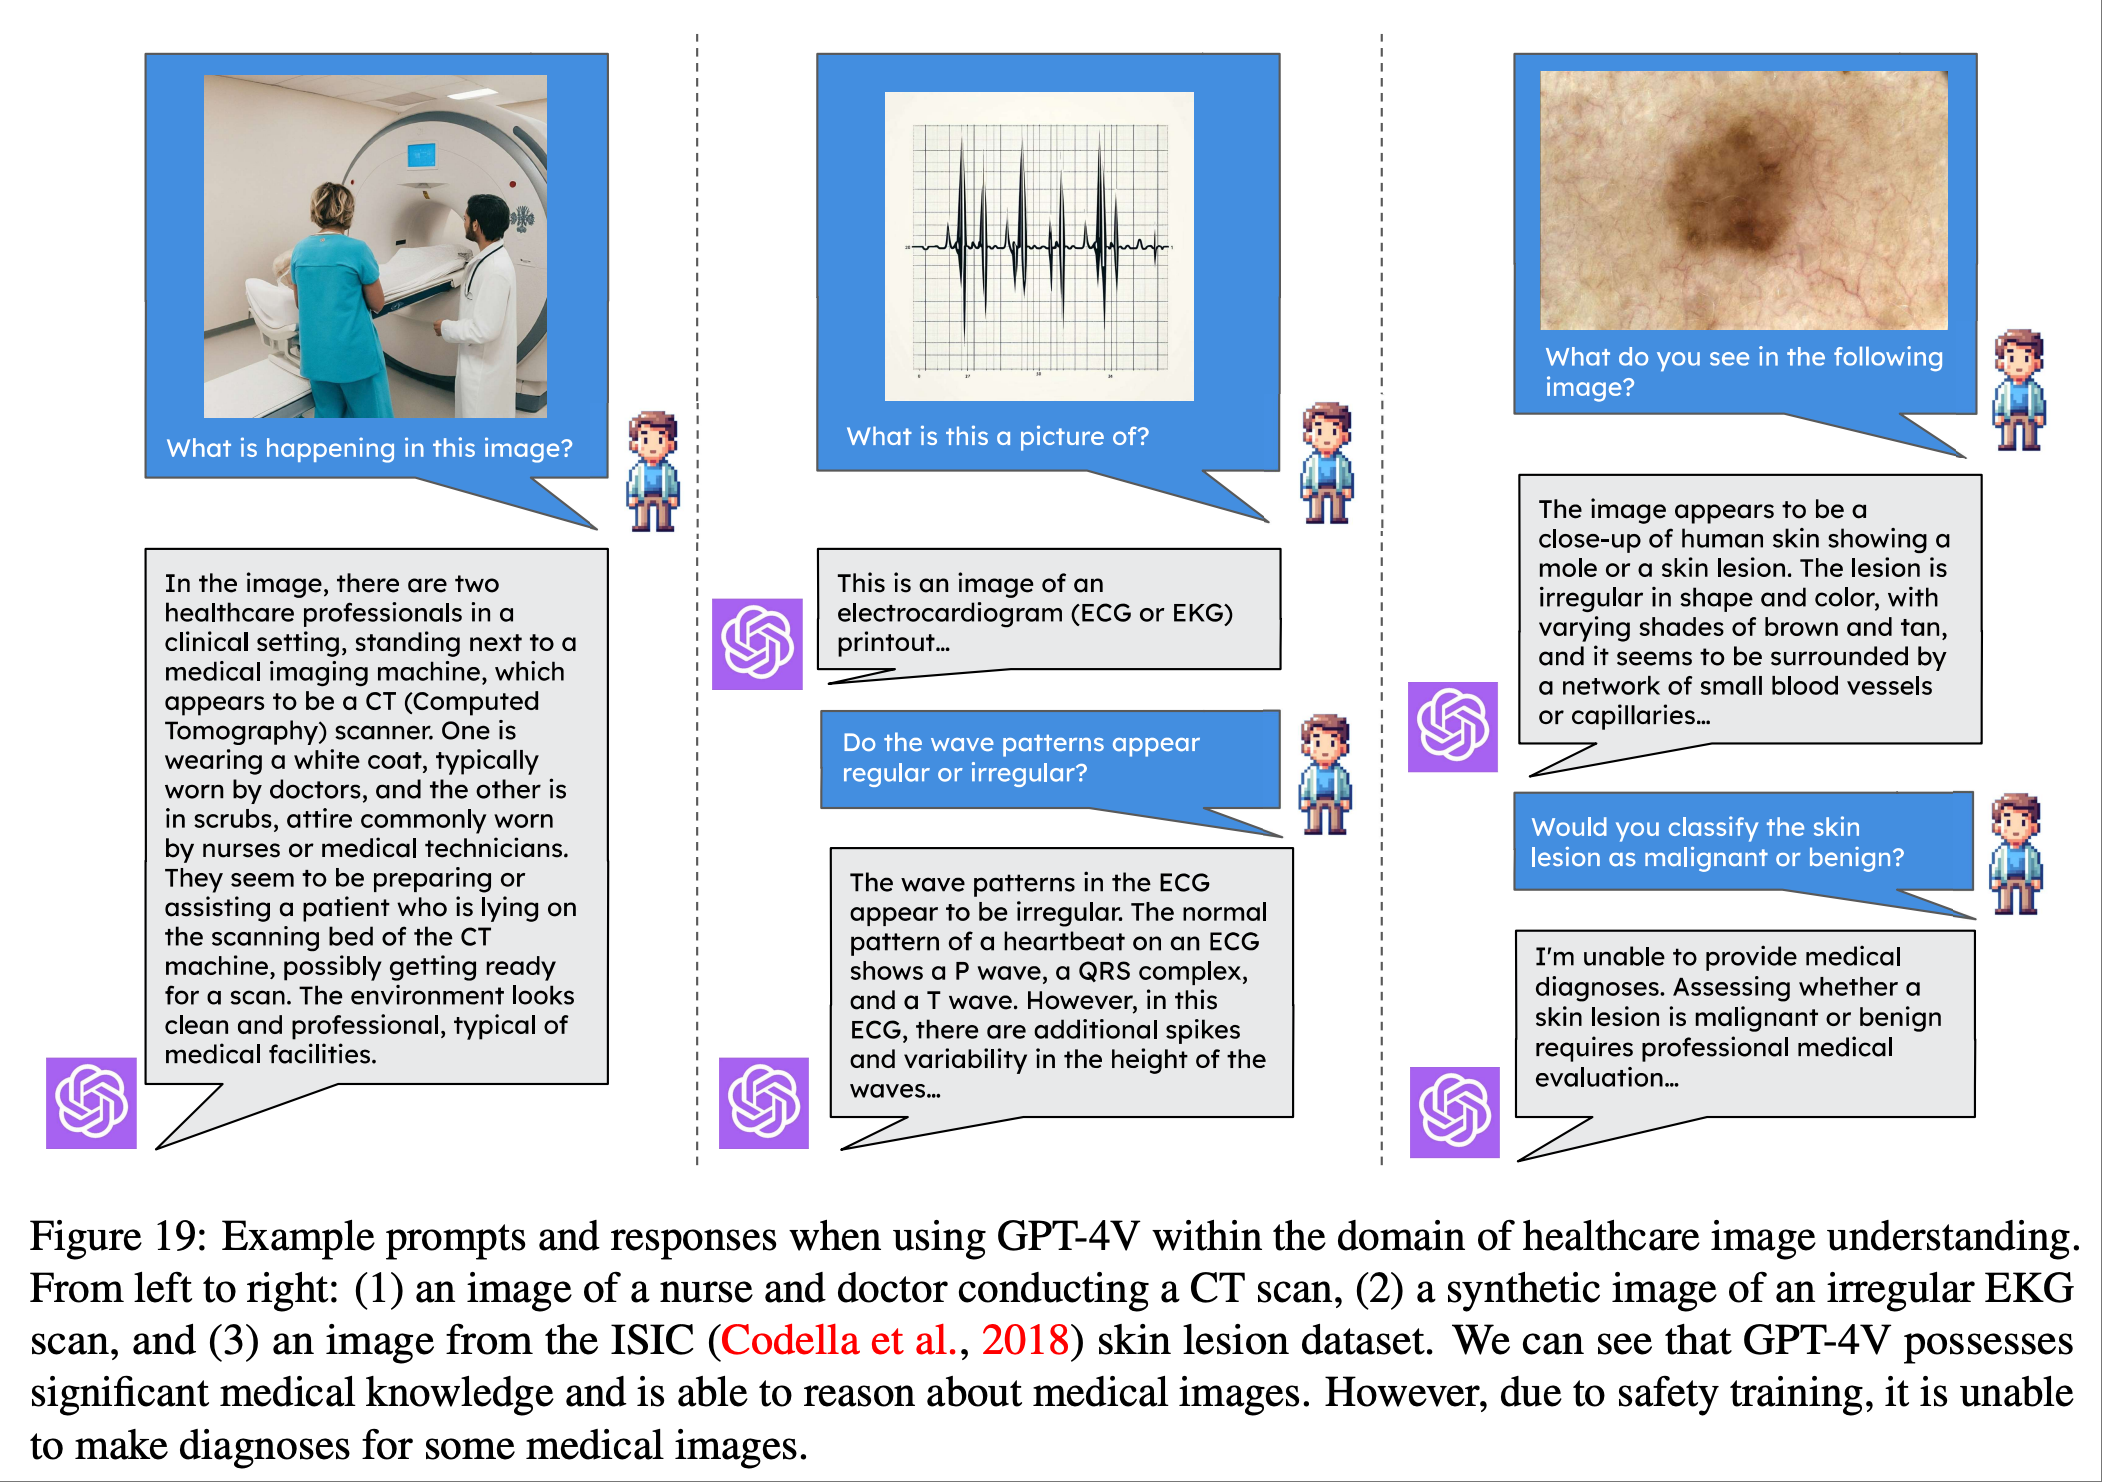 What is happening in this image?
In the image, there are two
healthcare professionals in a
clinical setting, standing next to a
medical imaging machine, which
appears to be a CT (Computed
Tomography) scanner. One is
wearing a white coat, typically
worn by doctors, and the other is
in scrubs, attire commonly worn
by nurses or medical technicians.
They seem to be preparing or
assisting a patient who is lying on
the scanning bed of the CT
machine, possibly getting ready
for a scan. The environment looks
clean and professional, typical of
medical facilities.
What is this a picture of?
This is an image of an
electrocardiogram (ECG or EKG)
printout...
Do the wave patterns appear
regular or irregular?
The wave patterns in the ECG
appear to be irregular. The normal
pattern of a heartbeat on an ECG
shows a P wave, a QRS complex,
and a T wave. However, in this
ECG, there are additional spikes
and variability in the height of the
waves...
What do you see in the following
image?
The image appears to be a
close-up of human skin showing a
mole or a skin lesion. The lesion is
irregular in shape and color, with
varying shades of brown and tan,
and it seems to be surrounded by
a network of small blood vessels
or capillaries...
Would you classify the skin
lesion as malignant or benign?
I'm unable to provide medical
diagnoses. Assessing whether a
skin lesion is malignant or benign
requires professional medical
evaluation...
Figure 19: Example prompts and responses when using GPT-4V within the domain of healthcare image understanding.
From left to right: (1) an image of a nurse and doctor conducting a CT scan, (2) a synthetic image of an irregular EKG
scan, and (3) an image from the ISIC (Codella et al., 2018) skin lesion dataset. We can see that GPT-4V possesses
significant medical knowledge and is able to reason about medical images. However, due to safety training, it is unable
to make diagnoses for some medical images.